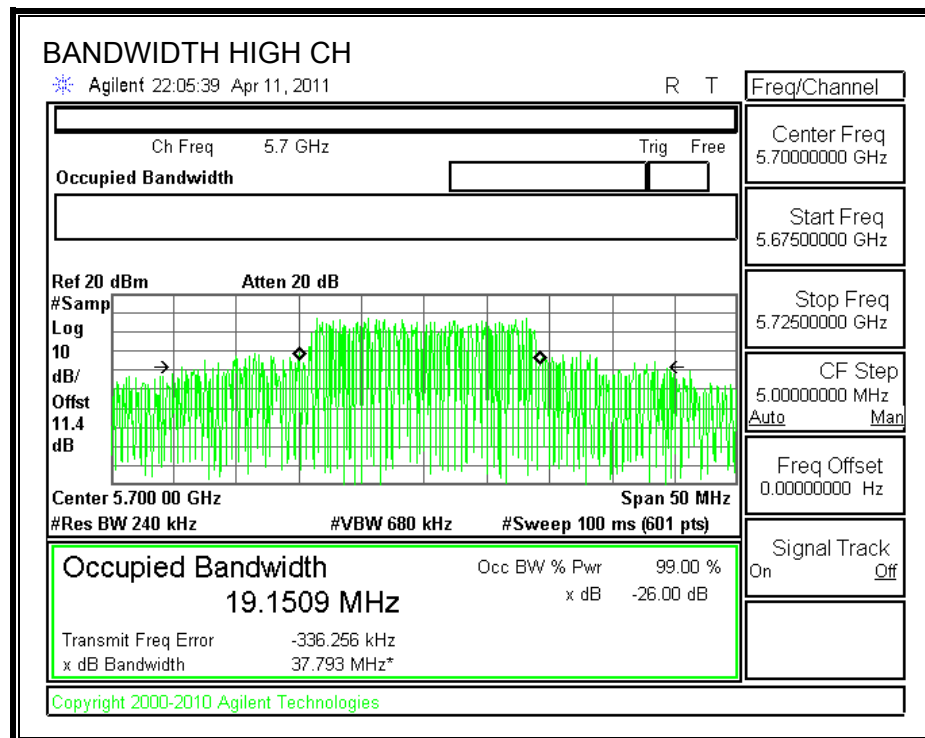 BANDWIDTH HIGH CH
Agilent 22:05:39 Apr 11, 2011 R T
Freq/Channel
Ch Freq 5.7 GHz Trig Free
Occupied Bandwidth
Center Freq
5.70000000 GHz
Start Freq
5.67500000 GHz
Stop Freq
5.72500000 GHz
CF Step
5.00000000 MHz
Auto Man
Freq Offset
0.00000000 Hz
Signal Track
On Off
Ref 20 dBm Atten 20 dB
#Samp
Log
10
dB/
Offst
11.4
dB
Center 5.700 00 GHz Span 50 MHz
#Res BW 240 kHz #VBW 680 kHz #Sweep 100 ms (601 pts)
Occupied Bandwidth
19.1509 MHz
Occ BW % Pwr 99.00 %
x dB -26.00 dB
Transmit Freq Error -336.256 kHz
x dB Bandwidth 37.793 MHz*
Copyright 2000-2010 Agilent Technologies